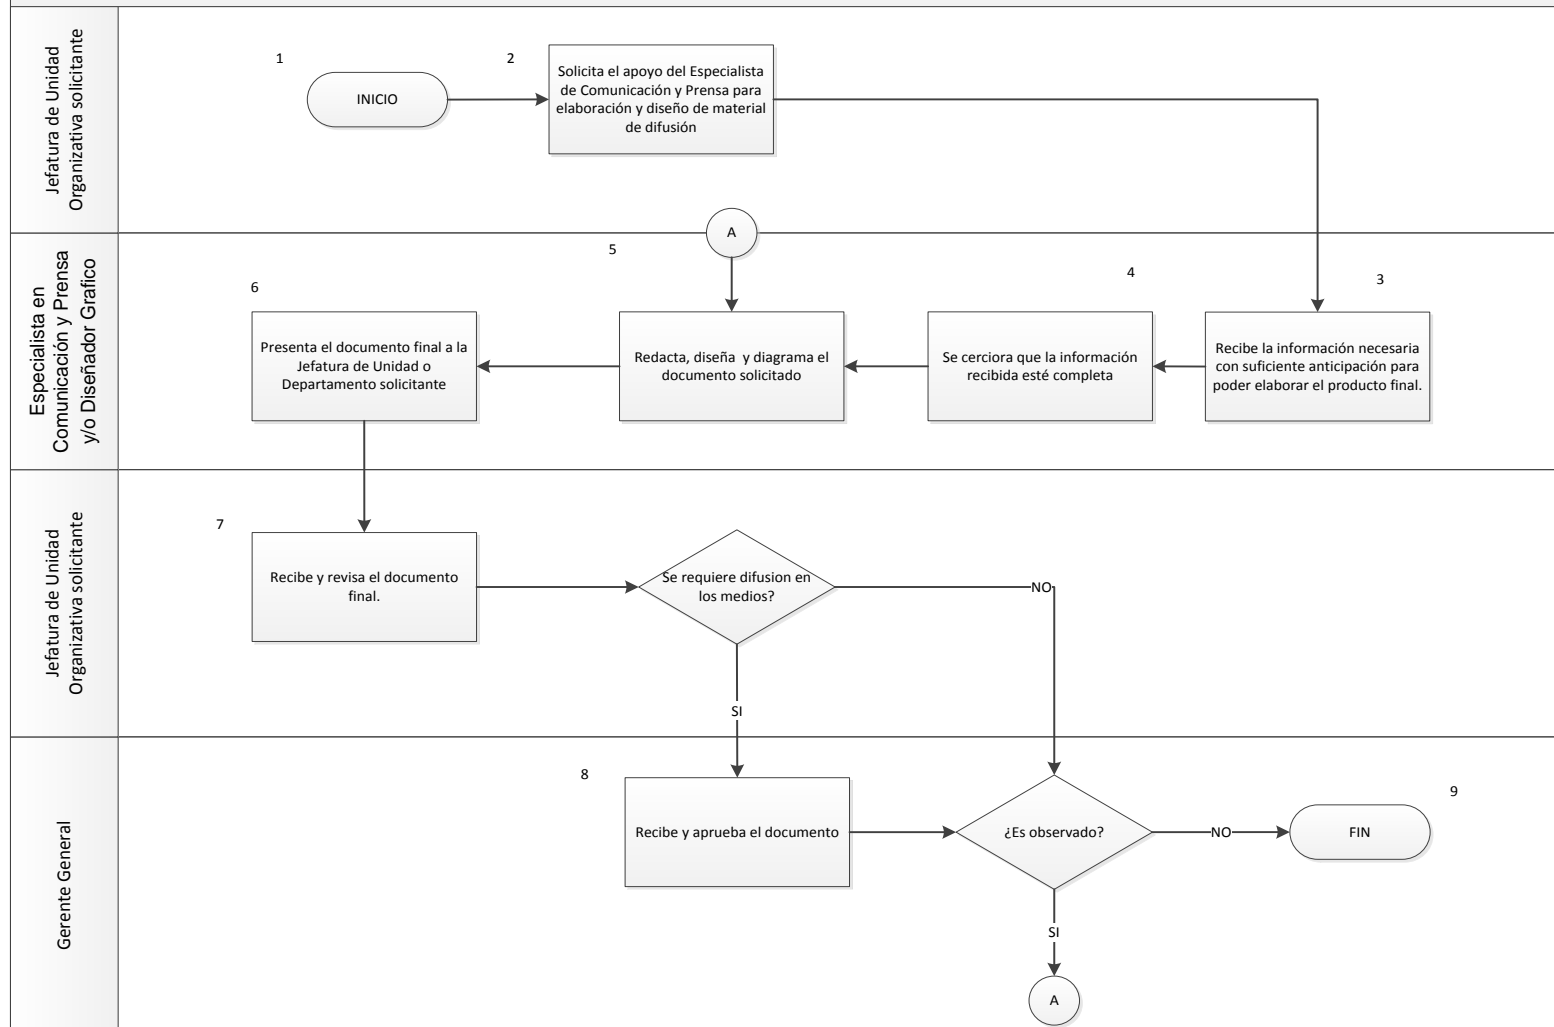 Jefatura de Unidad
Organizativa solicitante
1
INICIO
2
Solicita el apoyo del Especialista
de Comunicación y Prensa para
elaboración y diseño de material
de difusión
Especialista en
Comunicación y Prensa
y/o Diseñador Grafico
A
3
Recibe la información necesaria
con suficiente anticipación para
poder elaborar el producto final.
4
Se cerciora que la información
recibida esté completa
5
Redacta, diseña y diagrama el
documento solicitado
6
Presenta el documento final a la
Jefatura de Unidad o
Departamento solicitante
Jefatura de Unidad
Organizativa solicitante
7
Recibe y revisa el documento
final.
Se requiere difusion en
los medios?
NO
SI
Gerente General
8
Recibe y aprueba el documento
¿Es observado?
NO
9
FIN
SI
A